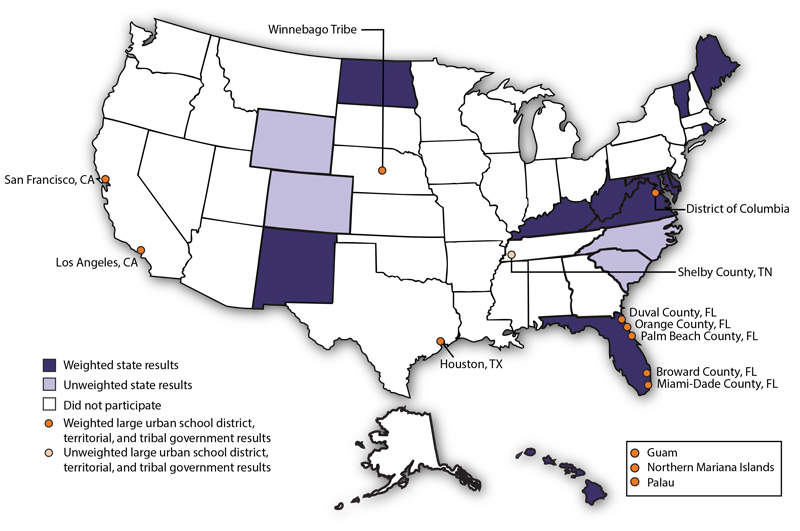 Winnebago Tribe
San Francisco, CA
District of Columbia
Los Angeles, CA
Shelby County, TN
Duval County, FL
Orange County, FL
Palm Beach County, FL
Houston, TX
Broward County, FL
Miami-Dade County, FL
Weighted state results
Unweighted state results
Did not participate
Weighted large urban school district,
territorial, and tribal government results
Unweighted large urban school district,
territorial, and tribal government results
Guam
Northern Mariana Islands
Palau